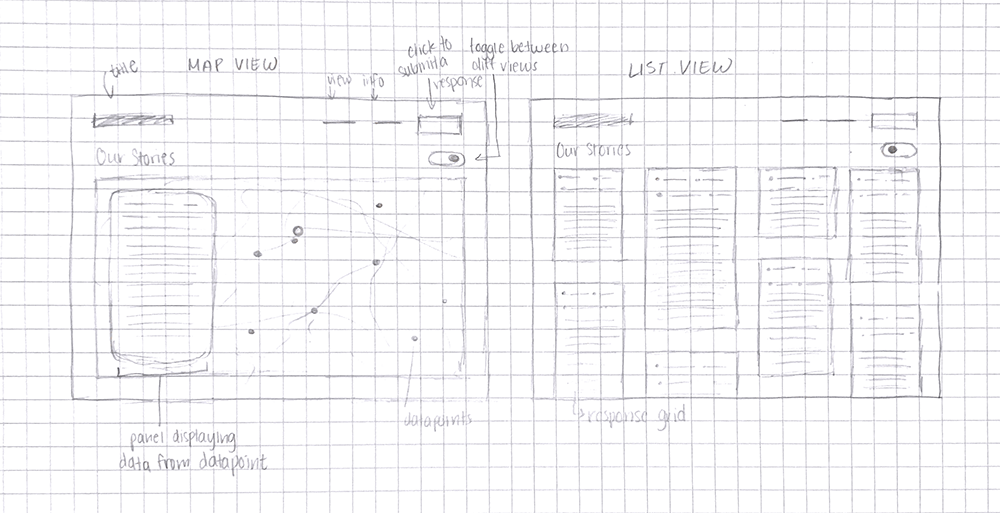 title
MAP VIEW
view
info
click to
submit a
response
toggle between
diff views
LIST VIEW
Our Stories
Our Stories
datapoints
response grid
panel displaying
data from datapoint